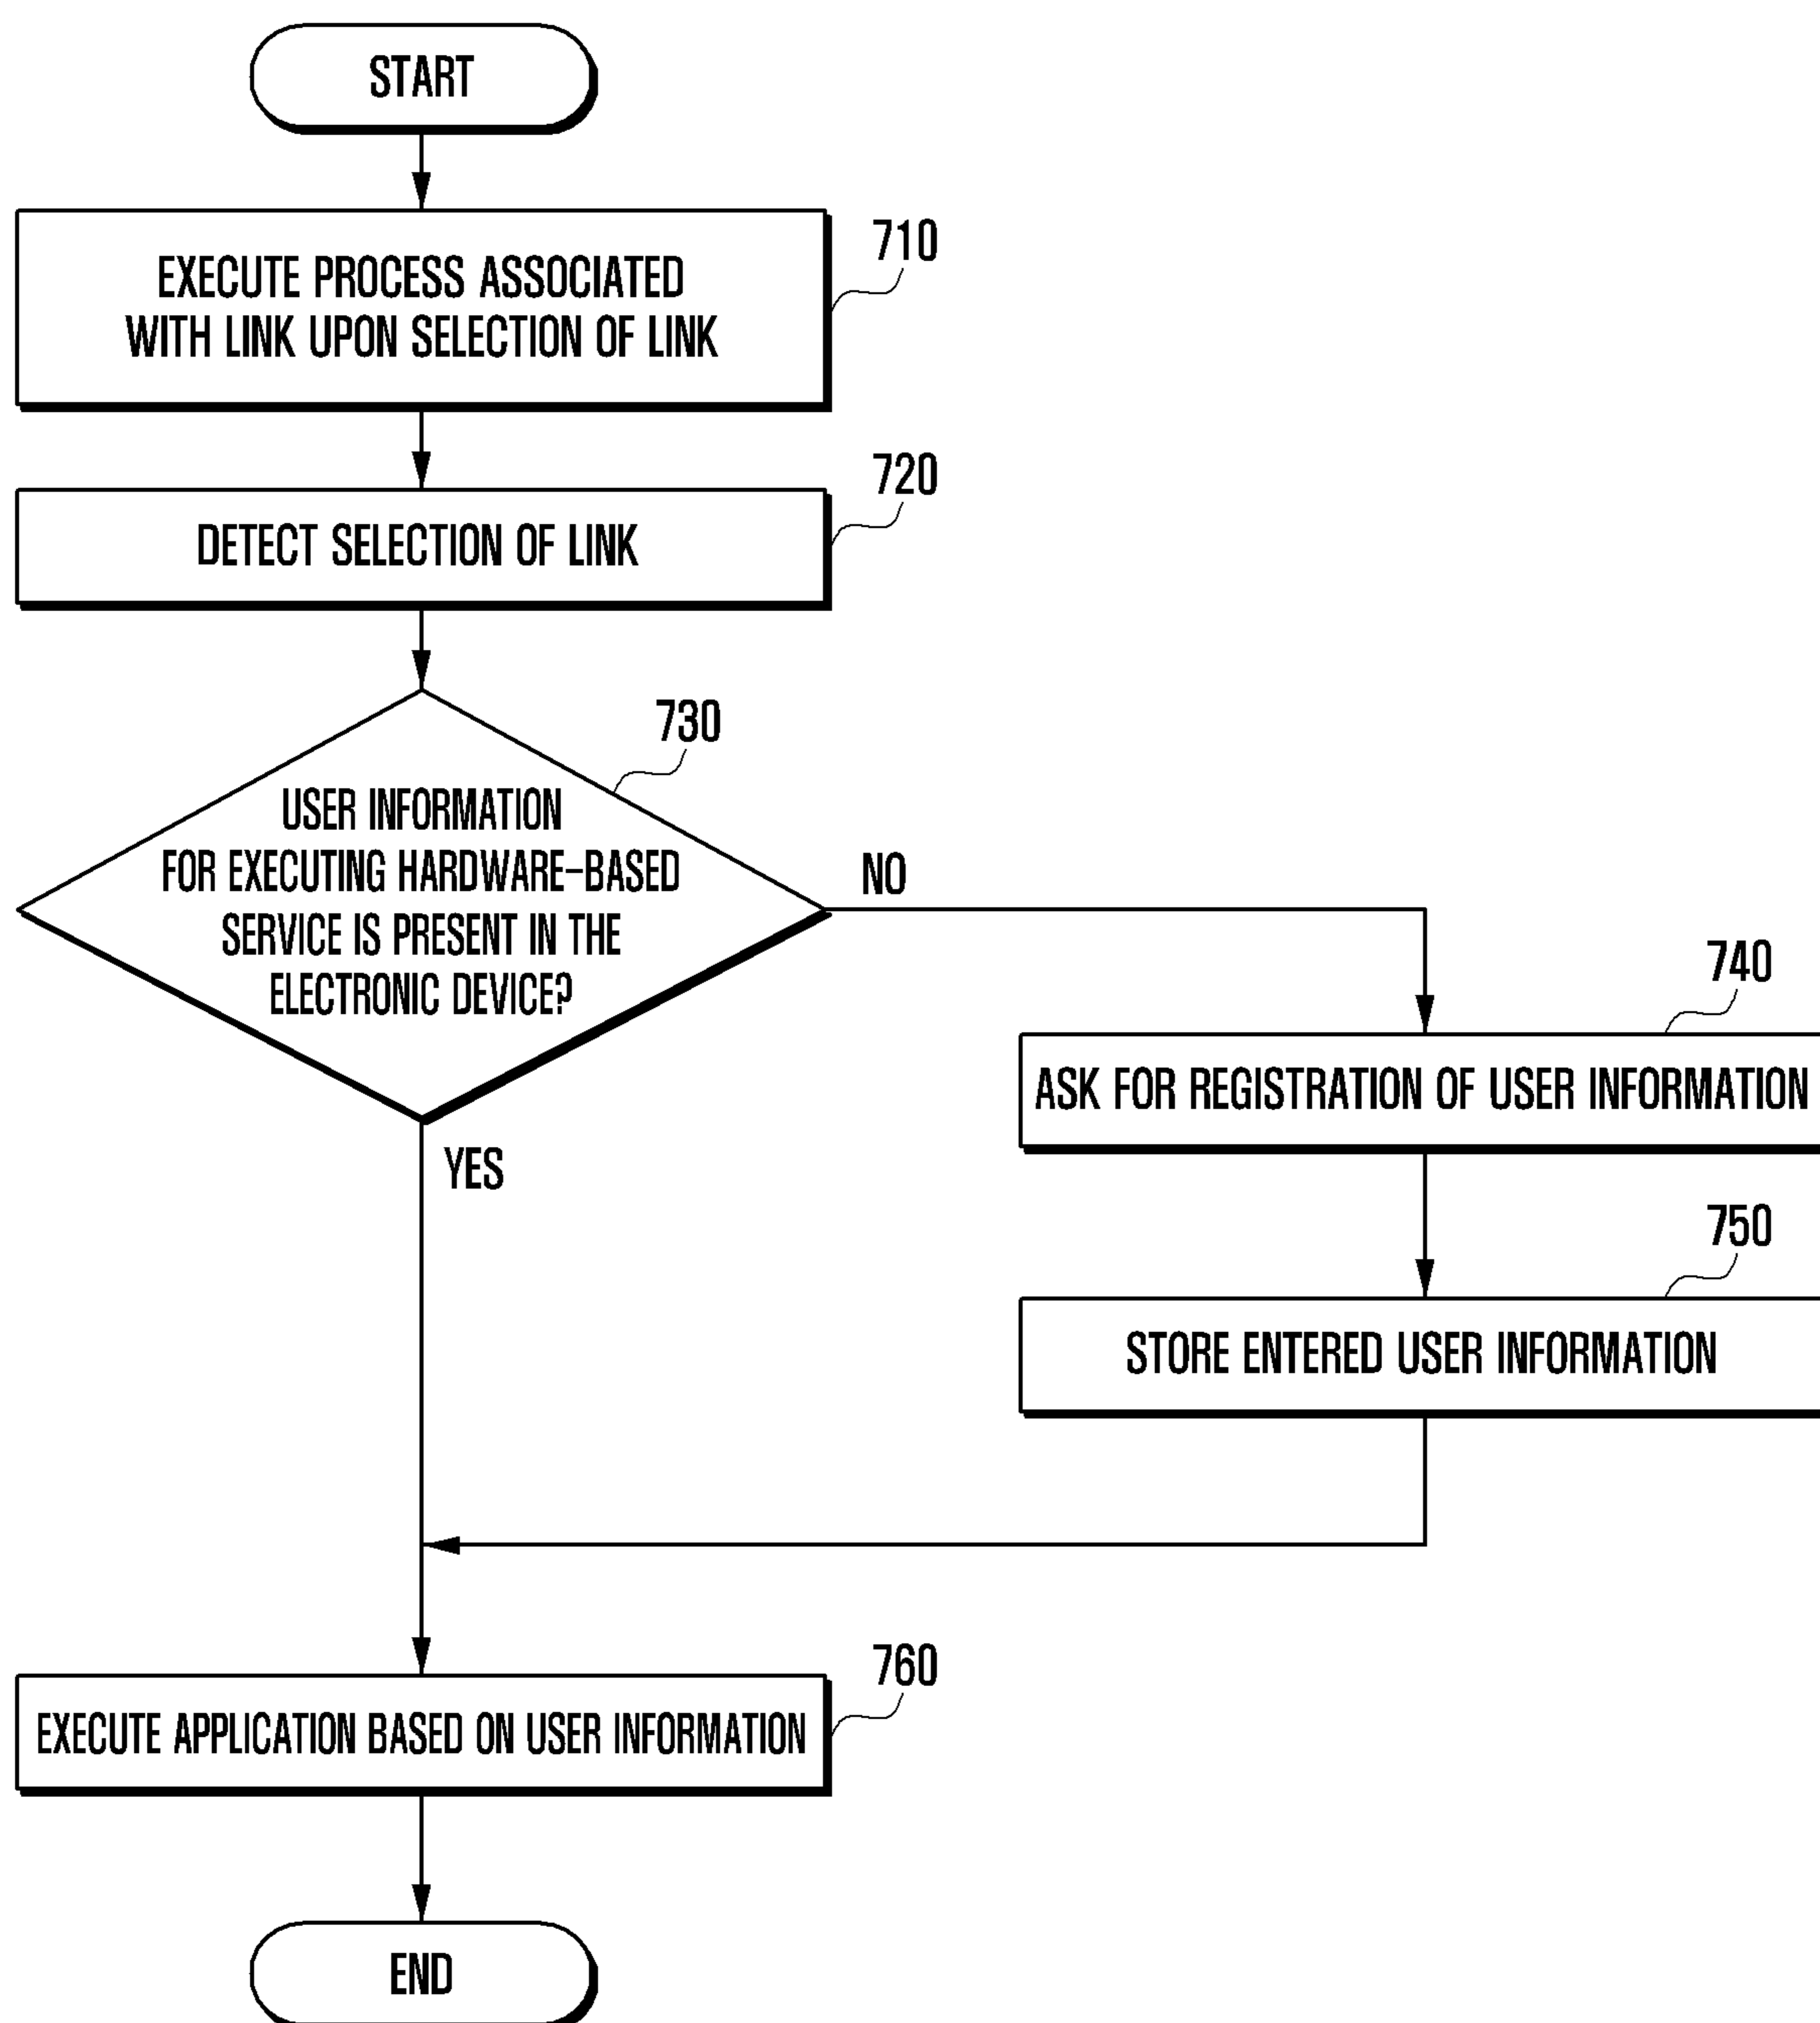 START
710
EXECUTE PROCESS ASSOCIATED
WITH LINK UPON SELECTION OF LINK
720
DETECT SELECTION OF LINK
730
USER INFORMATION
FOR EXECUTING HARDWARE-BASED
SERVICE IS PRESENT IN THE
ELECTRONIC DEVICE?
NO
740
ASK FOR REGISTRATION OF USER INFORMATION
YES
750
STORE ENTERED USER INFORMATION
760
EXECUTE APPLICATION BASED ON USER INFORMATION
END